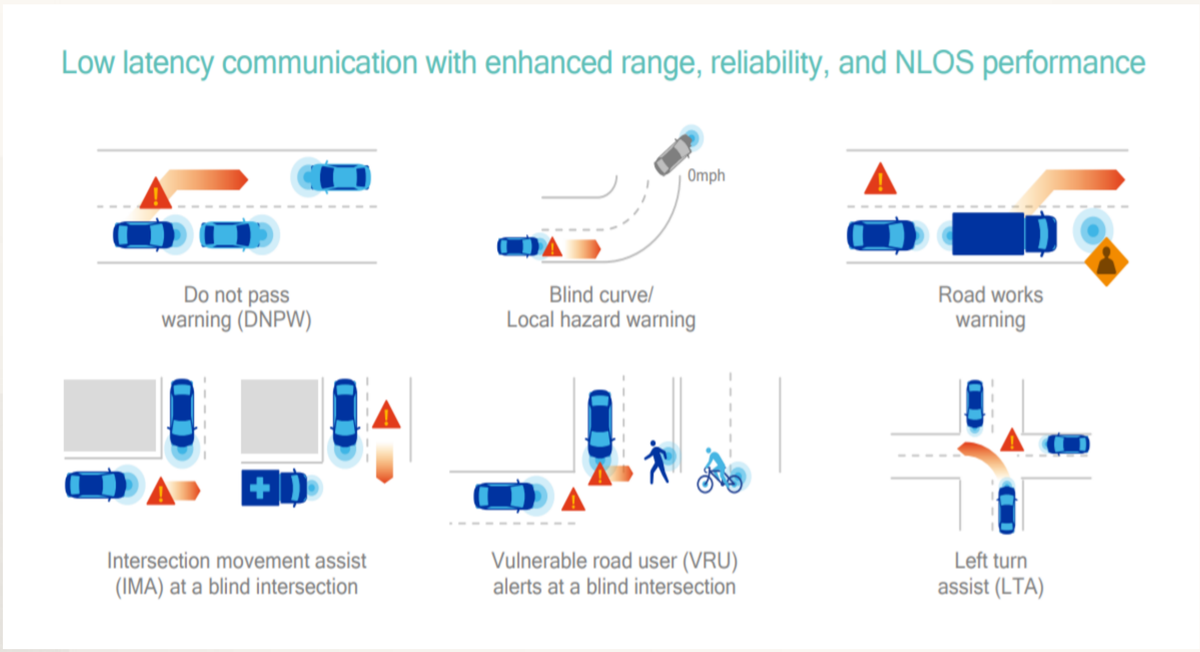 Low latency communication with enhanced range, reliability, and NLOS performance
0mph
Do not pass
warning (DNPW)
Blind curve/
Local hazard warning
Road works
warning
Intersection movement assist
(IMA) at a blind intersection
Vulnerable road user (VRU)
alerts at a blind intersection
Left turn
assist (LTA)